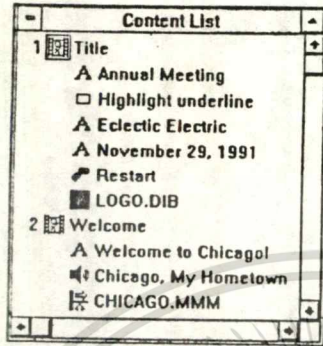 Content List
1 Title
A Annual Meeting
Highlight underline
A Eclectic Electric
A November 29, 1991
Restart
LOGO.DIB
2 Welcome
A Welcome to Chicago!
Chicago, My Hometown
CHICAGO.MMM